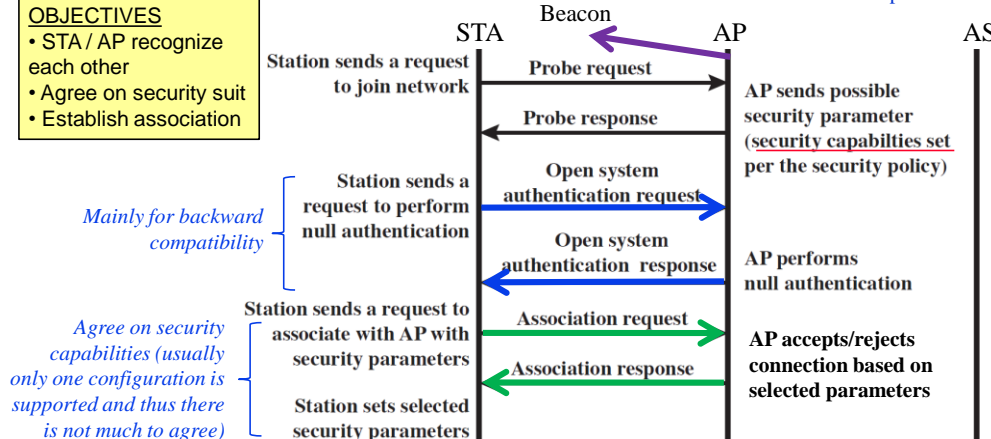 OBJECTIVES
• STA / AP recognize
each other
• Agree on security suit
• Establish association
Beacon
STA
AP
AS
Station sends a request
to join network
Probe request
Probe response
AP sends possible
security parameter
(security capabilties set
per the security policy)
Mainly for backward
compatibility
Station sends a
request to perform
null authentication
Open system
authentication request
Open system
authentication response
AP performs
null authentication
Agree on security
capabilities (usually
only one configuration is
supported and thus there
is not much to agree)
Station sends a request to
associate with AP with
security parameters
Association request
Association response
AP accepts/rejects
connection based on
selected parameters
Station sets selected
security parameters